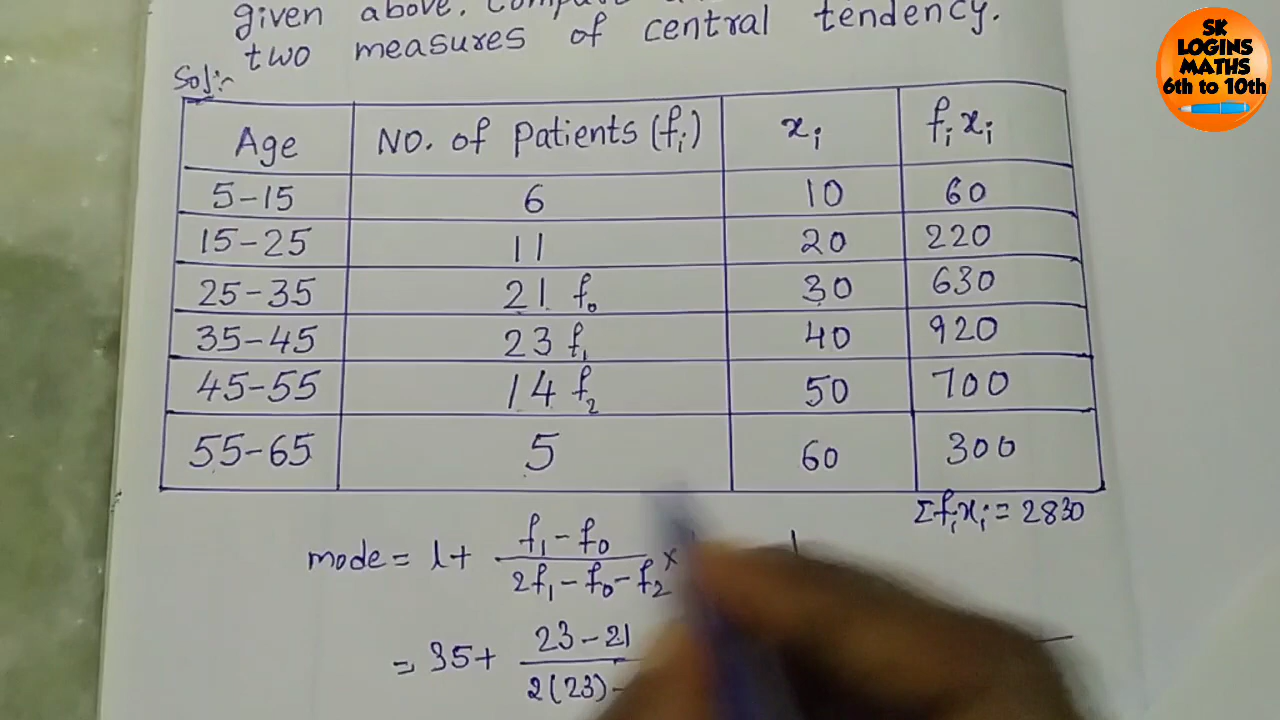 given above. Compu
two measures of central tendency.
Sol:-
Age NO. of Patients (fi) xi fixi
5-15 6 10 60
15-25 11 20 220
25-35 21 f0 30 630
35-45 23 f1 40 920
45-55 14 f2 50 700
55-65 5 60 300
Σfixi = 2830
mode = l + f1 - f0 / 2f1 - f0 - f2 ×
= 35 + 23 - 21 / 2(23) -
SK
LOGINS
MATHS
6th to 10th